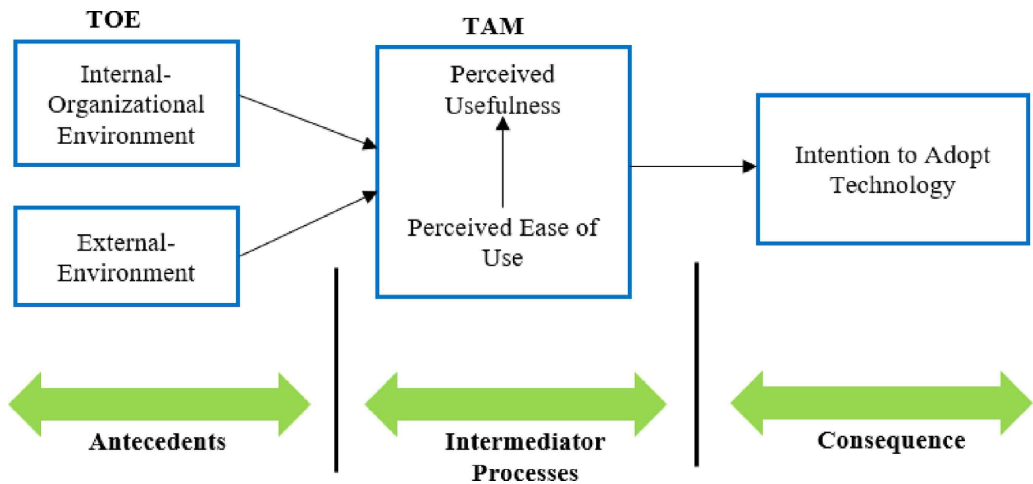 TOE
Internal-
Organizational
Environment
External-
Environment
TAM
Perceived
Usefulness
Perceived Ease of
Use
Intention to Adopt
Technology
Antecedents
Intermediator
Processes
Consequence